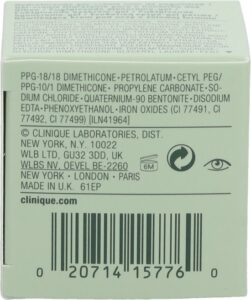 PPG-18/18 DIMETHICONE•PETROLATUM•CETYL PEG/
PPG-10/1 DIMETHICONE• PROPYLENE CARBONATE•SO-
DIUM CHLORIDE• QUATERNIUM-90 BENTONITE•DISODIUM
EDTA•PHENOXYETHANOL•IRON OXIDES (CI 77491, CI
77492, CI 77499) [ILN41964]
© CLINIQUE LABORATORIES, DIST.
NEW YORK, N.Y. 10022
WLB LTD, GU32 3DD, UK
WLBS NV, OEVEL BE-2260
NEW YORK • LONDON • PARIS
MADE IN U.K. 61EP
6M
clinique.com
0 20714 15776 0